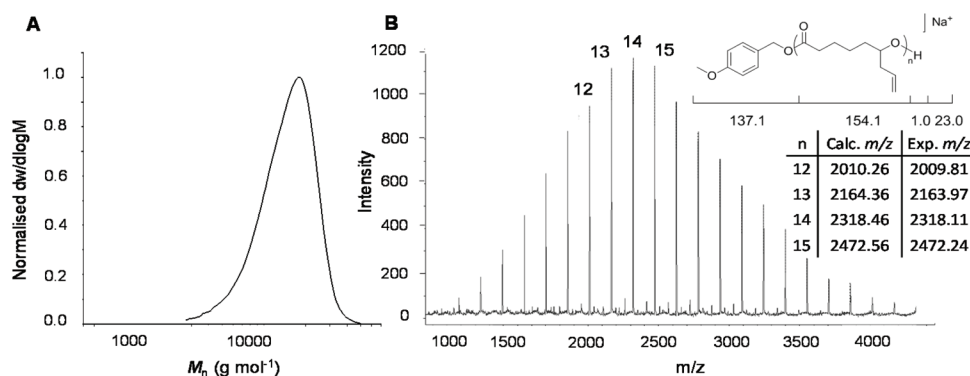 A
Normalised dw/dlogM
1.0
0.8
0.6
0.4
0.2
0.0
1000
10000
Mn (g mol-1)
B
Intensity
1200
1000
800
600
400
200
0
12
13
14
15
1000
1500
2000
2500
3000
3500
4000
m/z
O
O
O
O
n
H
Na+
137.1
154.1
1.0 23.0
n Calc. m/z Exp. m/z
12 2010.26 2009.81
13 2164.36 2163.97
14 2318.46 2318.11
15 2472.56 2472.24